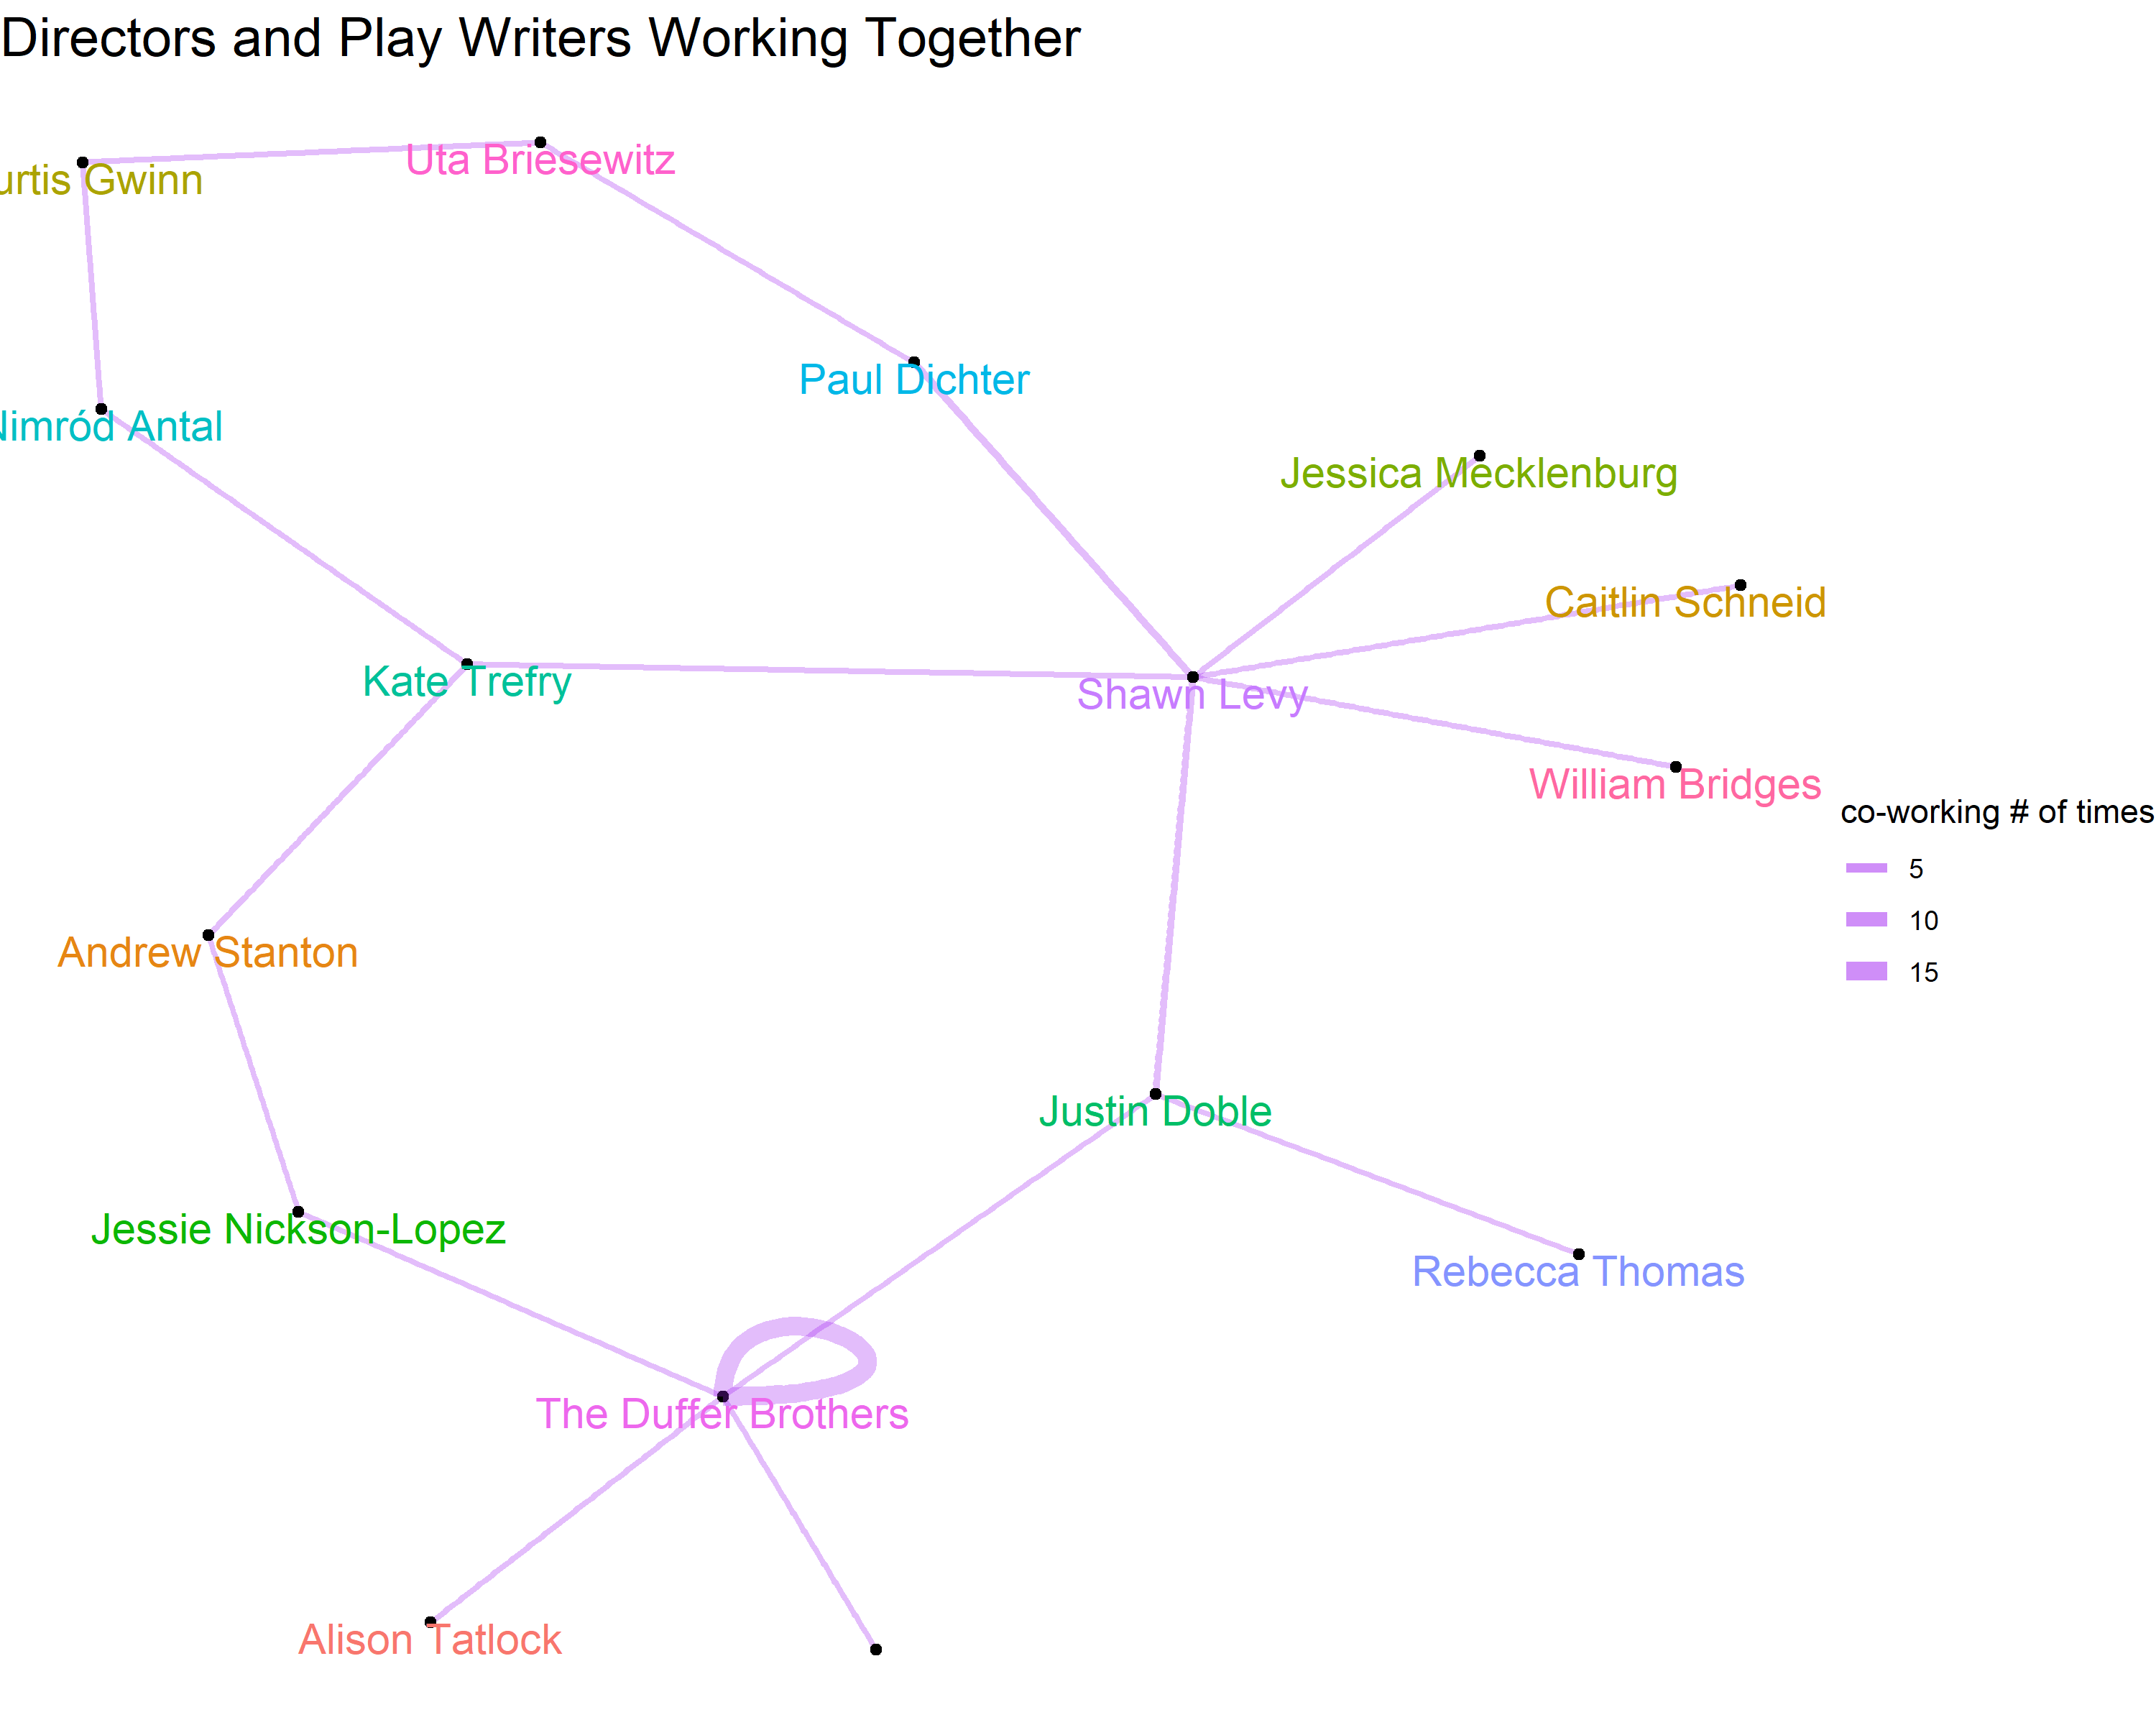 Directors and Play Writers Working Together
Uta Briesewitz
urtis Gwinn
Paul Dichter
Nimród Antal
Jessica Mecklenburg
Caitlin Schneid
Kate Trefry
Shawn Levy
William Bridges
co-working # of times
5
10
15
Andrew Stanton
Justin Doble
Jessie Nickson-Lopez
Rebecca Thomas
The Duffer Brothers
Alison Tatlock